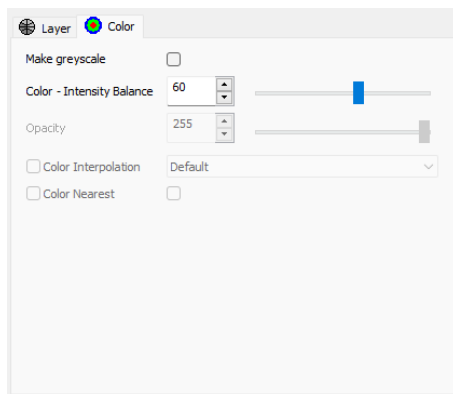 Layer Color
Make greyscale
Color - Intensity Balance 60
Opacity 255
Color Interpolation Default
Color Nearest